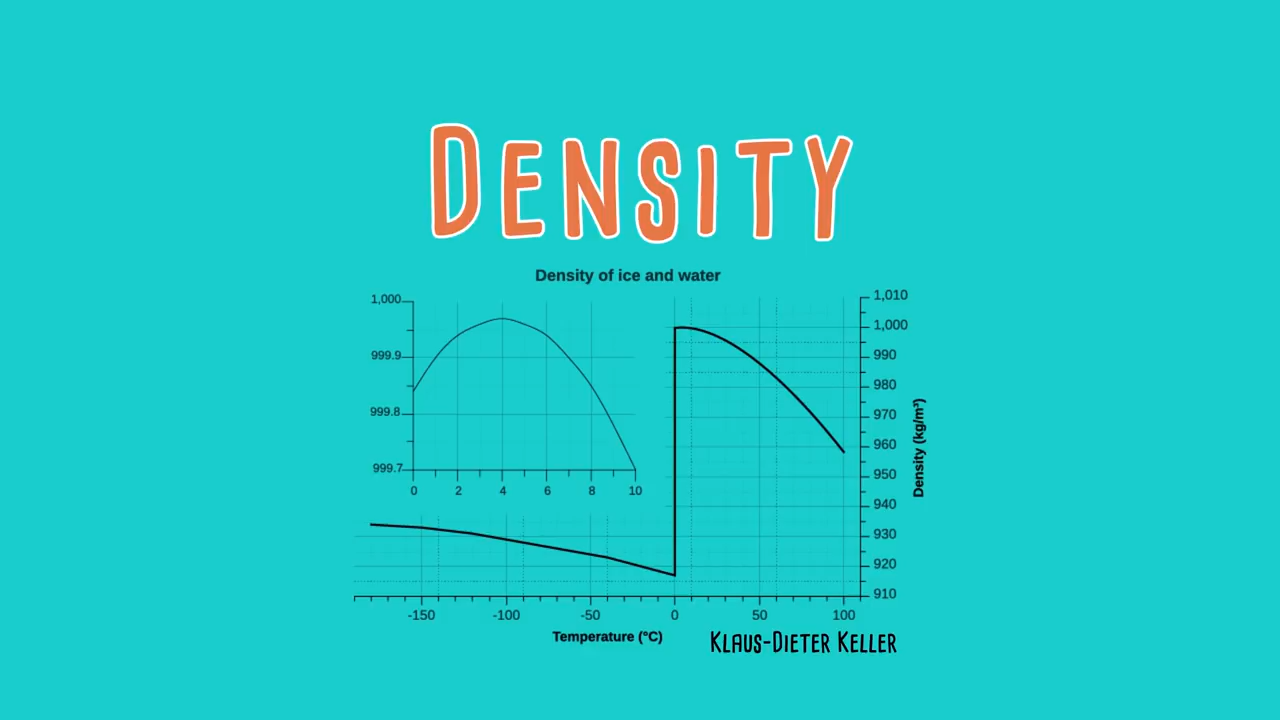 Density
Density of ice and water
1,000
999.9
999.8
999.7
0 2 4 6 8 10
1,010
1,000
990
980
970
960
950
940
930
920
910
Density (kg/m³)
-150 -100 -50 0 50 100
Temperature (°C)
Klaus-Dieter Keller